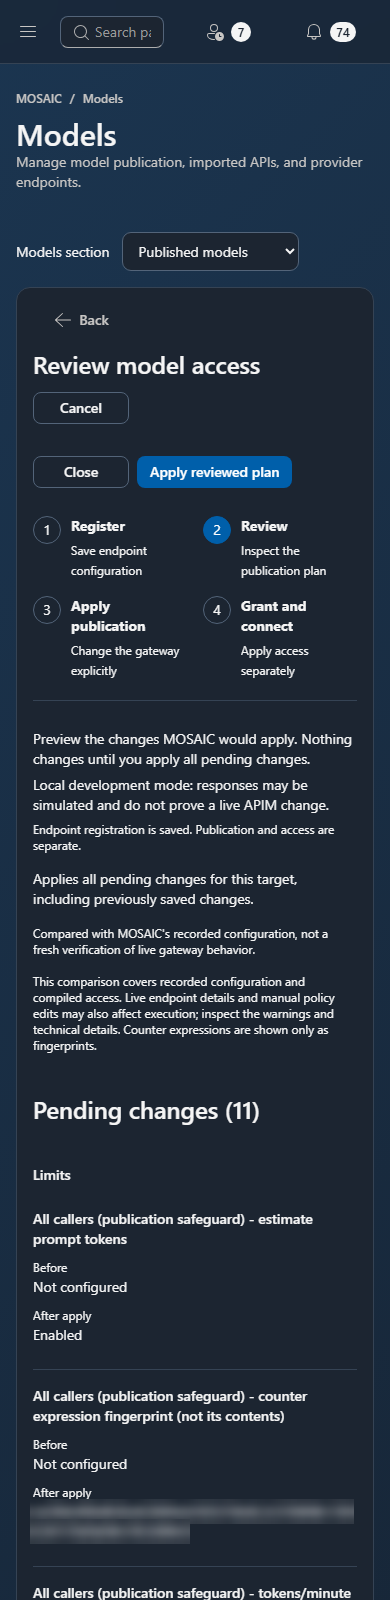 Search pa
7
74
MOSAIC / Models
Models
Manage model publication, imported APIs, and provider
endpoints.
Models section
Published models
Back
Review model access
Cancel
Close
Apply reviewed plan
1
Register
Save endpoint
configuration
2
Review
Inspect the
publication plan
3
Apply
publication
Change the gateway
explicitly
4
Grant and
connect
Apply access
separately
Preview the changes MOSAIC would apply. Nothing
changes until you apply all pending changes.
Local development mode: responses may be
simulated and do not prove a live APIM change.
Endpoint registration is saved. Publication and access are
separate.
Applies all pending changes for this target,
including previously saved changes.
Compared with MOSAIC's recorded configuration, not a
fresh verification of live gateway behavior.
This comparison covers recorded configuration and
compiled access. Live endpoint details and manual policy
edits may also affect execution; inspect the warnings and
technical details. Counter expressions are shown only as
fingerprints.
Pending changes (11)
Limits
All callers (publication safeguard) - estimate
prompt tokens
Before
Not configured
After apply
Enabled
All callers (publication safeguard) - counter
expression fingerprint (not its contents)
Before
Not configured
After apply
All callers (publication safeguard) - tokens/minute